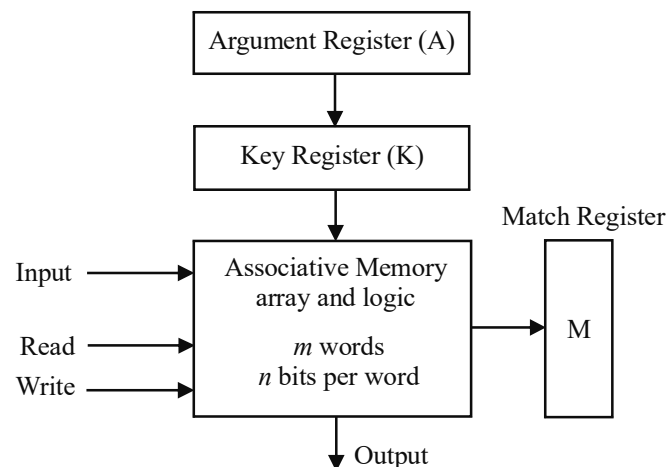 Argument Register (A)
Key Register (K)
Match Register
Input
Associative Memory
array and logic
Read
m words
M
Write
n bits per word
Output